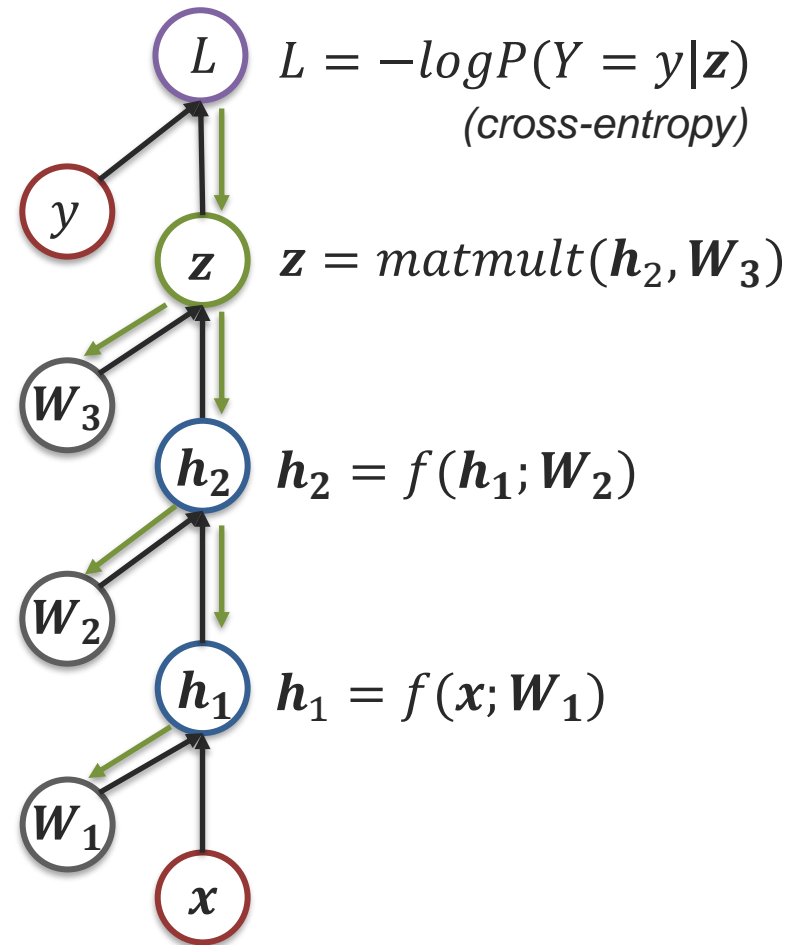 L L = −logP(Y = y|z)
(cross-entropy)
y
z z = matmult(h₂, W₃)
W₃
h₂ h₂ = f(h₁; W₂)
W₂
h₁ h₁ = f(x; W₁)
W₁
x